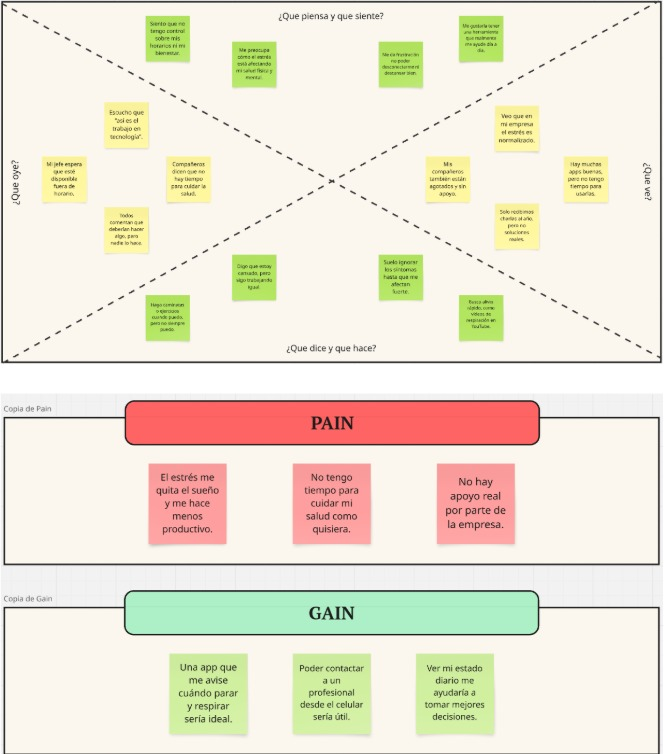 ¿Que piensa y que siente?
Siento que no
tengo control
sobre mis
horarios ni mi
bienestar.
Me preocupa
cómo el estrés
está afectando
mi salud física y
mental.
Me da frustración
no poder
desconectarme ni
descansar bien.
Me gustaría tener
una herramienta
que realmente
me ayude día a
día.
¿Que oye?
Escucho que
"así es el
trabajo en
tecnología".
Mi jefe espera
que esté
disponible
fuera de
horario.
Compañeros
dicen que no
hay tiempo
para cuidar la
salud.
Todos
comentan que
deberían hacer
algo, pero
nadie lo hace.
¿Que ve?
Veo que en
mi empresa
el estrés es
normalizado.
Mis
compañeros
también están
agotados y sin
apoyo.
Hay muchas
apps buenas,
pero no tengo
tiempo para
usarlas.
Solo recibimos
charlas al año,
pero no
soluciones
reales.
Digo que estoy
cansado, pero
sigo trabajando
igual.
Suelo ignorar
los síntomas
hasta que me
afectan
fuerte.
Hago caminatas
o ejercicios
cuando puedo,
pero no siempre
puedo.
Busco alivio
rápido, como
videos de
respiración en
YouTube.
¿Que dice y que hace?
Copia de Pain
PAIN
El estrés me
quita el sueño
y me hace
menos
productivo.
No tengo
tiempo para
cuidar mi
salud como
quisiera.
No hay
apoyo real
por parte de
la empresa.
Copia de Gain
GAIN
Una app que
me avise
cuándo parar
y respirar
sería ideal.
Poder contactar
a un
profesional
desde el celular
sería útil.
Ver mi estado
diario me
ayudaría a
tomar mejores
decisiones.